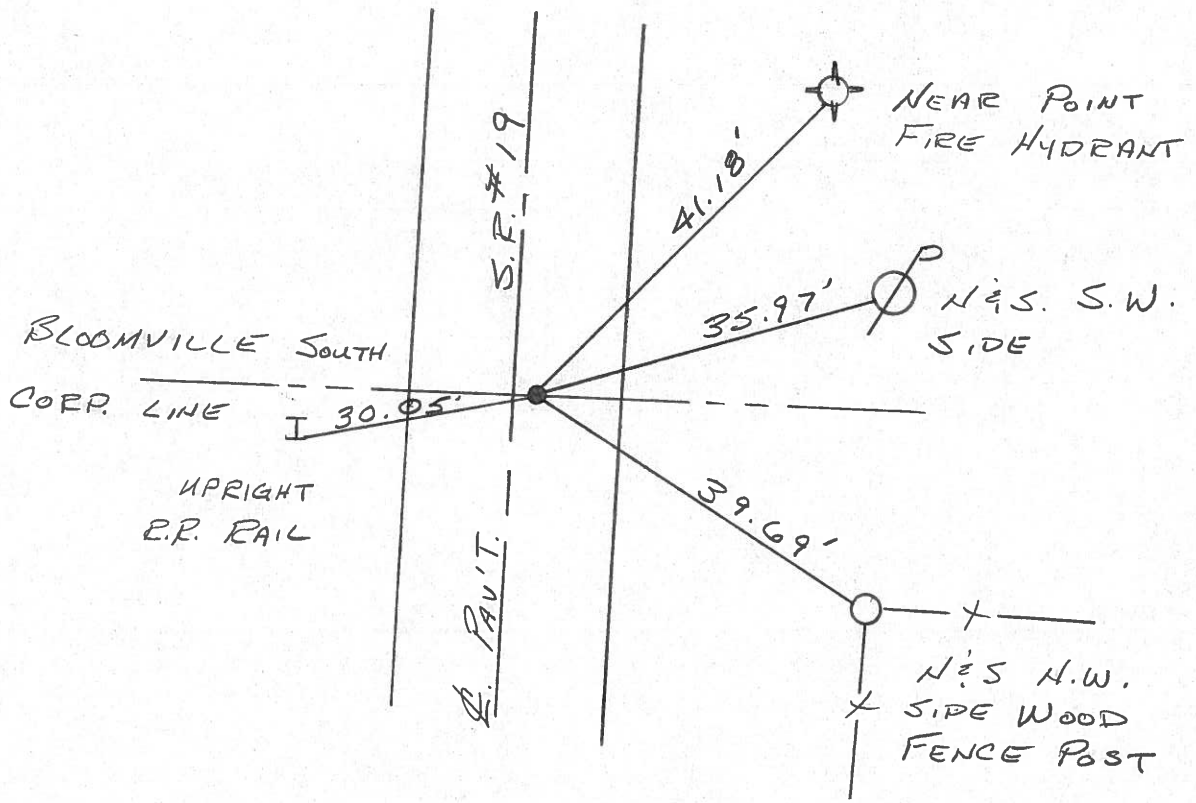 NEAR POINT
FIRE HYDRANT
S.R. # 19
41.18'
35.97'
N & S. S.W.
SIDE
BLOOMVILLE SOUTH
CORP. LINE
30.05'
UPRIGHT
R.R. RAIL
39.69'
℄. PAV'T.
N & S N.W.
SIDE WOOD
FENCE POST